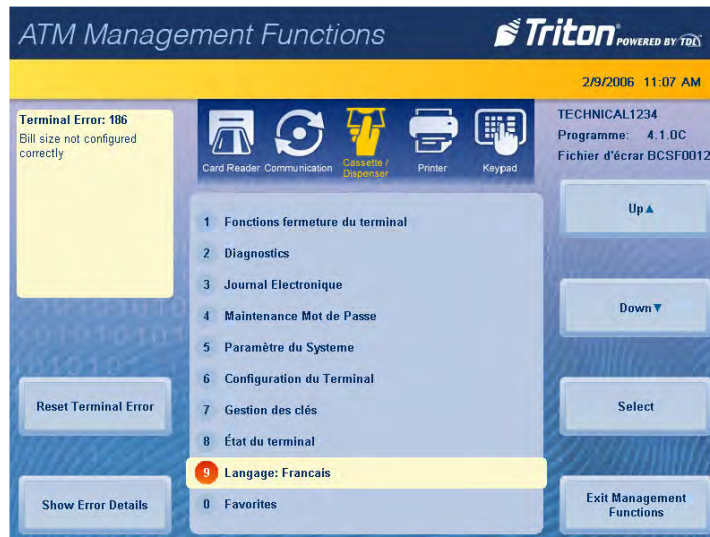 ATM Management Functions
Triton POWERED BY TDL
2/9/2006 11:07 AM
Terminal Error: 186
Bill size not configured
correctly
Card Reader
Communication
Cassette /
Dispenser
Printer
Keypad
TECHNICAL1234
Programme: 4.1.0C
Fichier d'écrar BCSF0012
1 Fonctions fermeture du terminal
2 Diagnostics
3 Journal Electronique
4 Maintenance Mot de Passe
5 Paramètre du Systeme
6 Configuration du Terminal
7 Gestion des clés
8 État du terminal
9 Langage: Francais
0 Favorites
Reset Terminal Error
Show Error Details
Up▲
Down▼
Select
Exit Management
Functions